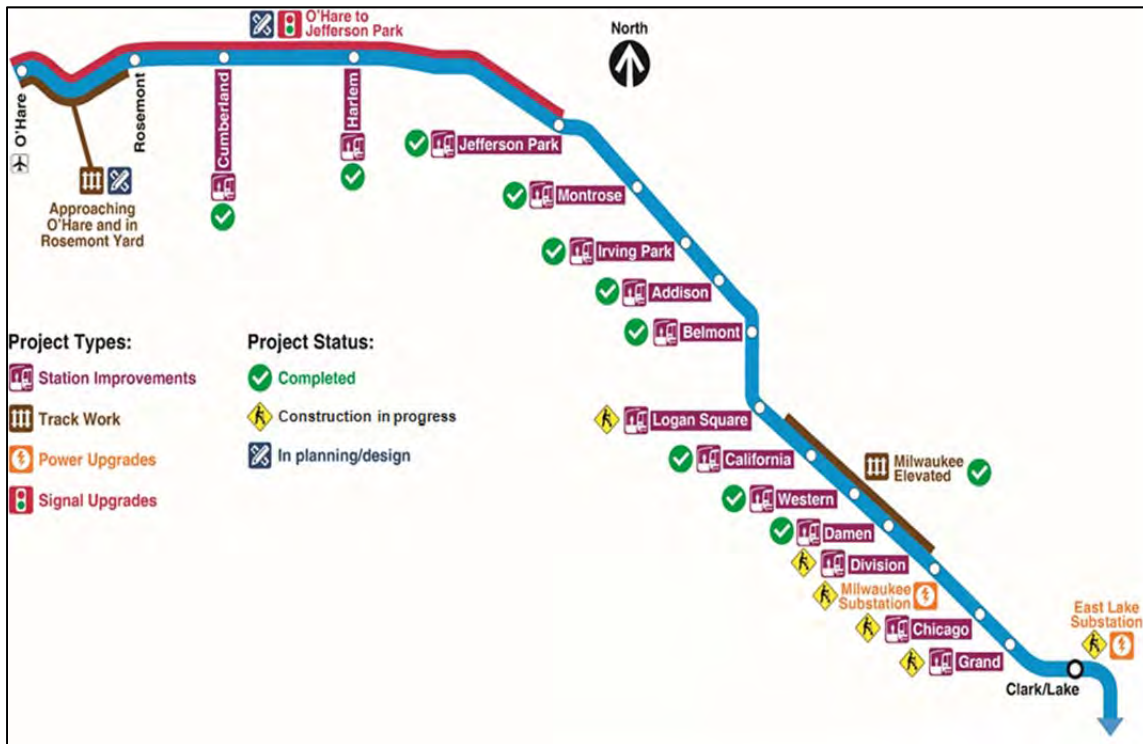 O'Hare to
Jefferson Park
North
O'Hare
Rosemont
Cumberland
Harlem
Jefferson Park
Approaching
O'Hare and in
Rosemont Yard
Montrose
Irving Park
Addison
Belmont
Project Types:
Station Improvements
Track Work
Power Upgrades
Signal Upgrades
Project Status:
Completed
Construction in progress
In planning/design
Logan Square
California
Milwaukee
Elevated
Western
Damen
Division
Milwaukee
Substation
Chicago
Grand
East Lake
Substation
Clark/Lake